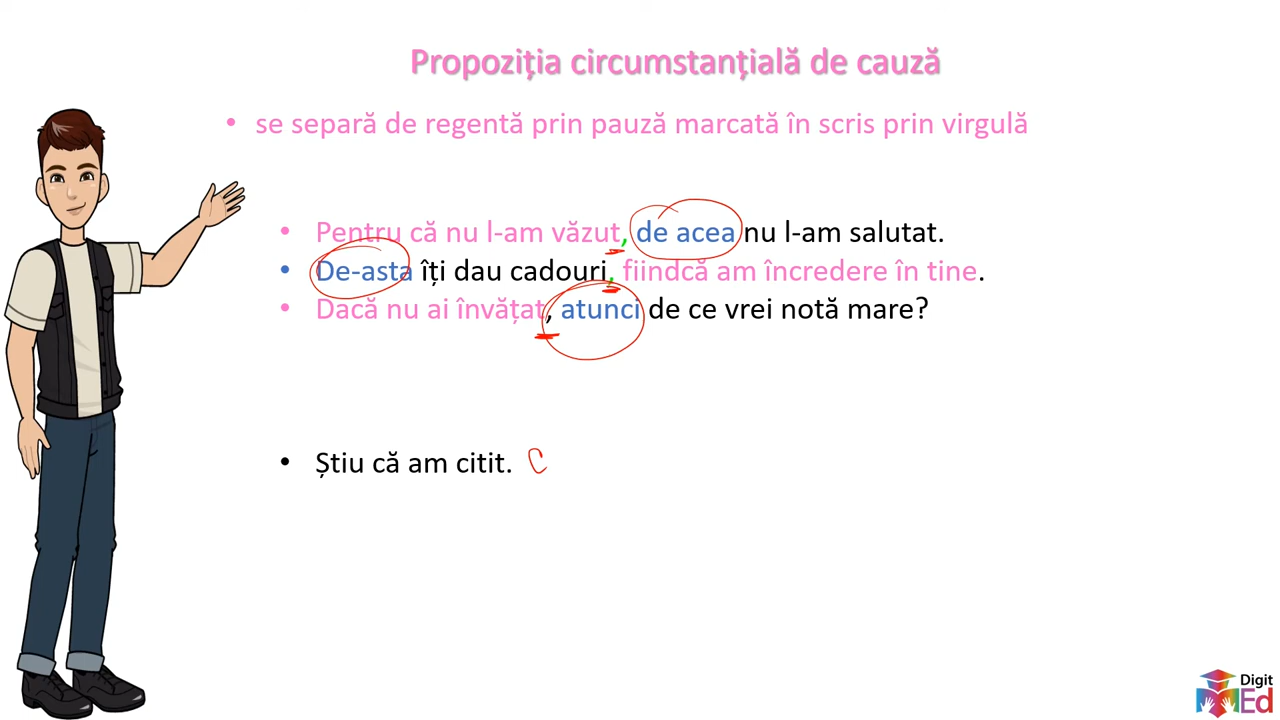 Propoziția circumstanțială de cauză
• se separă de regentă prin pauză marcată în scris prin virgulă
• Pentru că nu l-am văzut, de acea nu l-am salutat.
• De-asta îți dau cadouri, fiindcă am încredere în tine.
• Dacă nu ai învățat, atunci de ce vrei notă mare?
• Știu că am citit. C
Digit
Ed